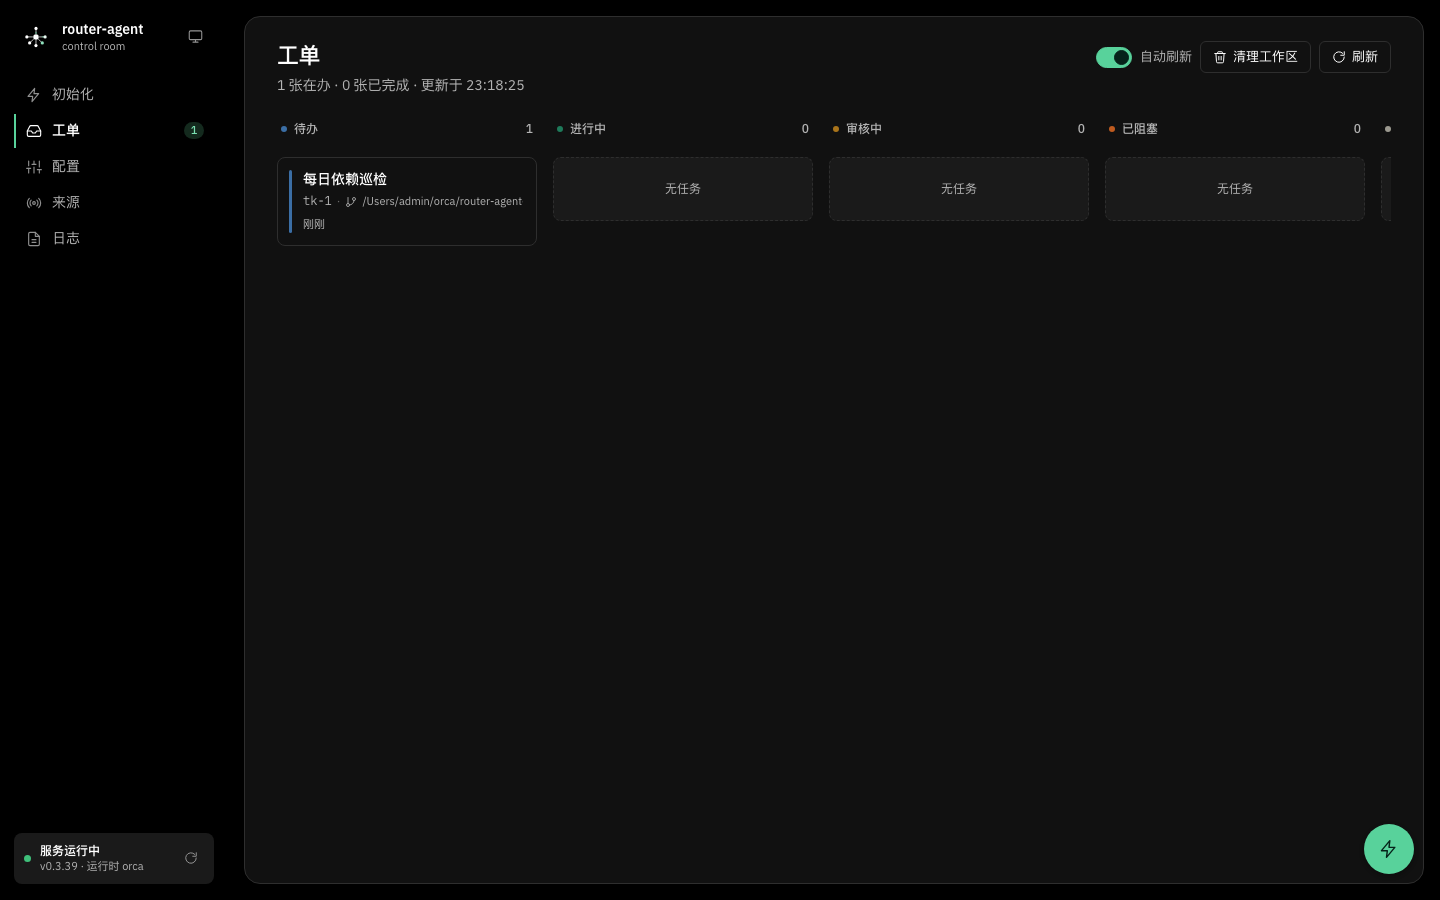 router-agent
control room
初始化
工单 1
配置
来源
日志
服务运行中
v0.3.39 · 运行时 orca
工单
1 张在办 · 0 张已完成 · 更新于 23:18:25
自动刷新 清理工作区 刷新
待办 1 进行中 0 审核中 0 已阻塞 0
每日依赖巡检
tk-1 · /Users/admin/orca/router-agent
刚刚
无任务 无任务 无任务